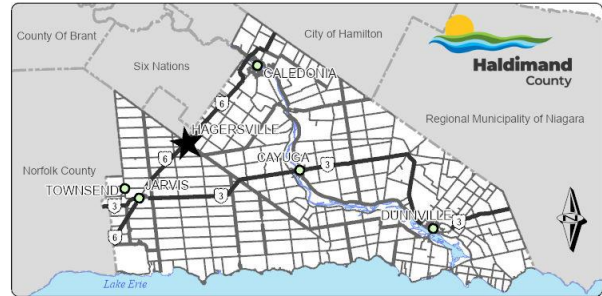 County Of Brant
City of Hamilton
Six Nations
Haldimand
County
CALEDONIA
6
HAGERSVILLE
Regional Municipality of Niagara
6
CAYUGA
3
Norfolk County
TOWNSEND
JARVIS
3
3
DUNNVILLE
3
6
Lake Erie
N